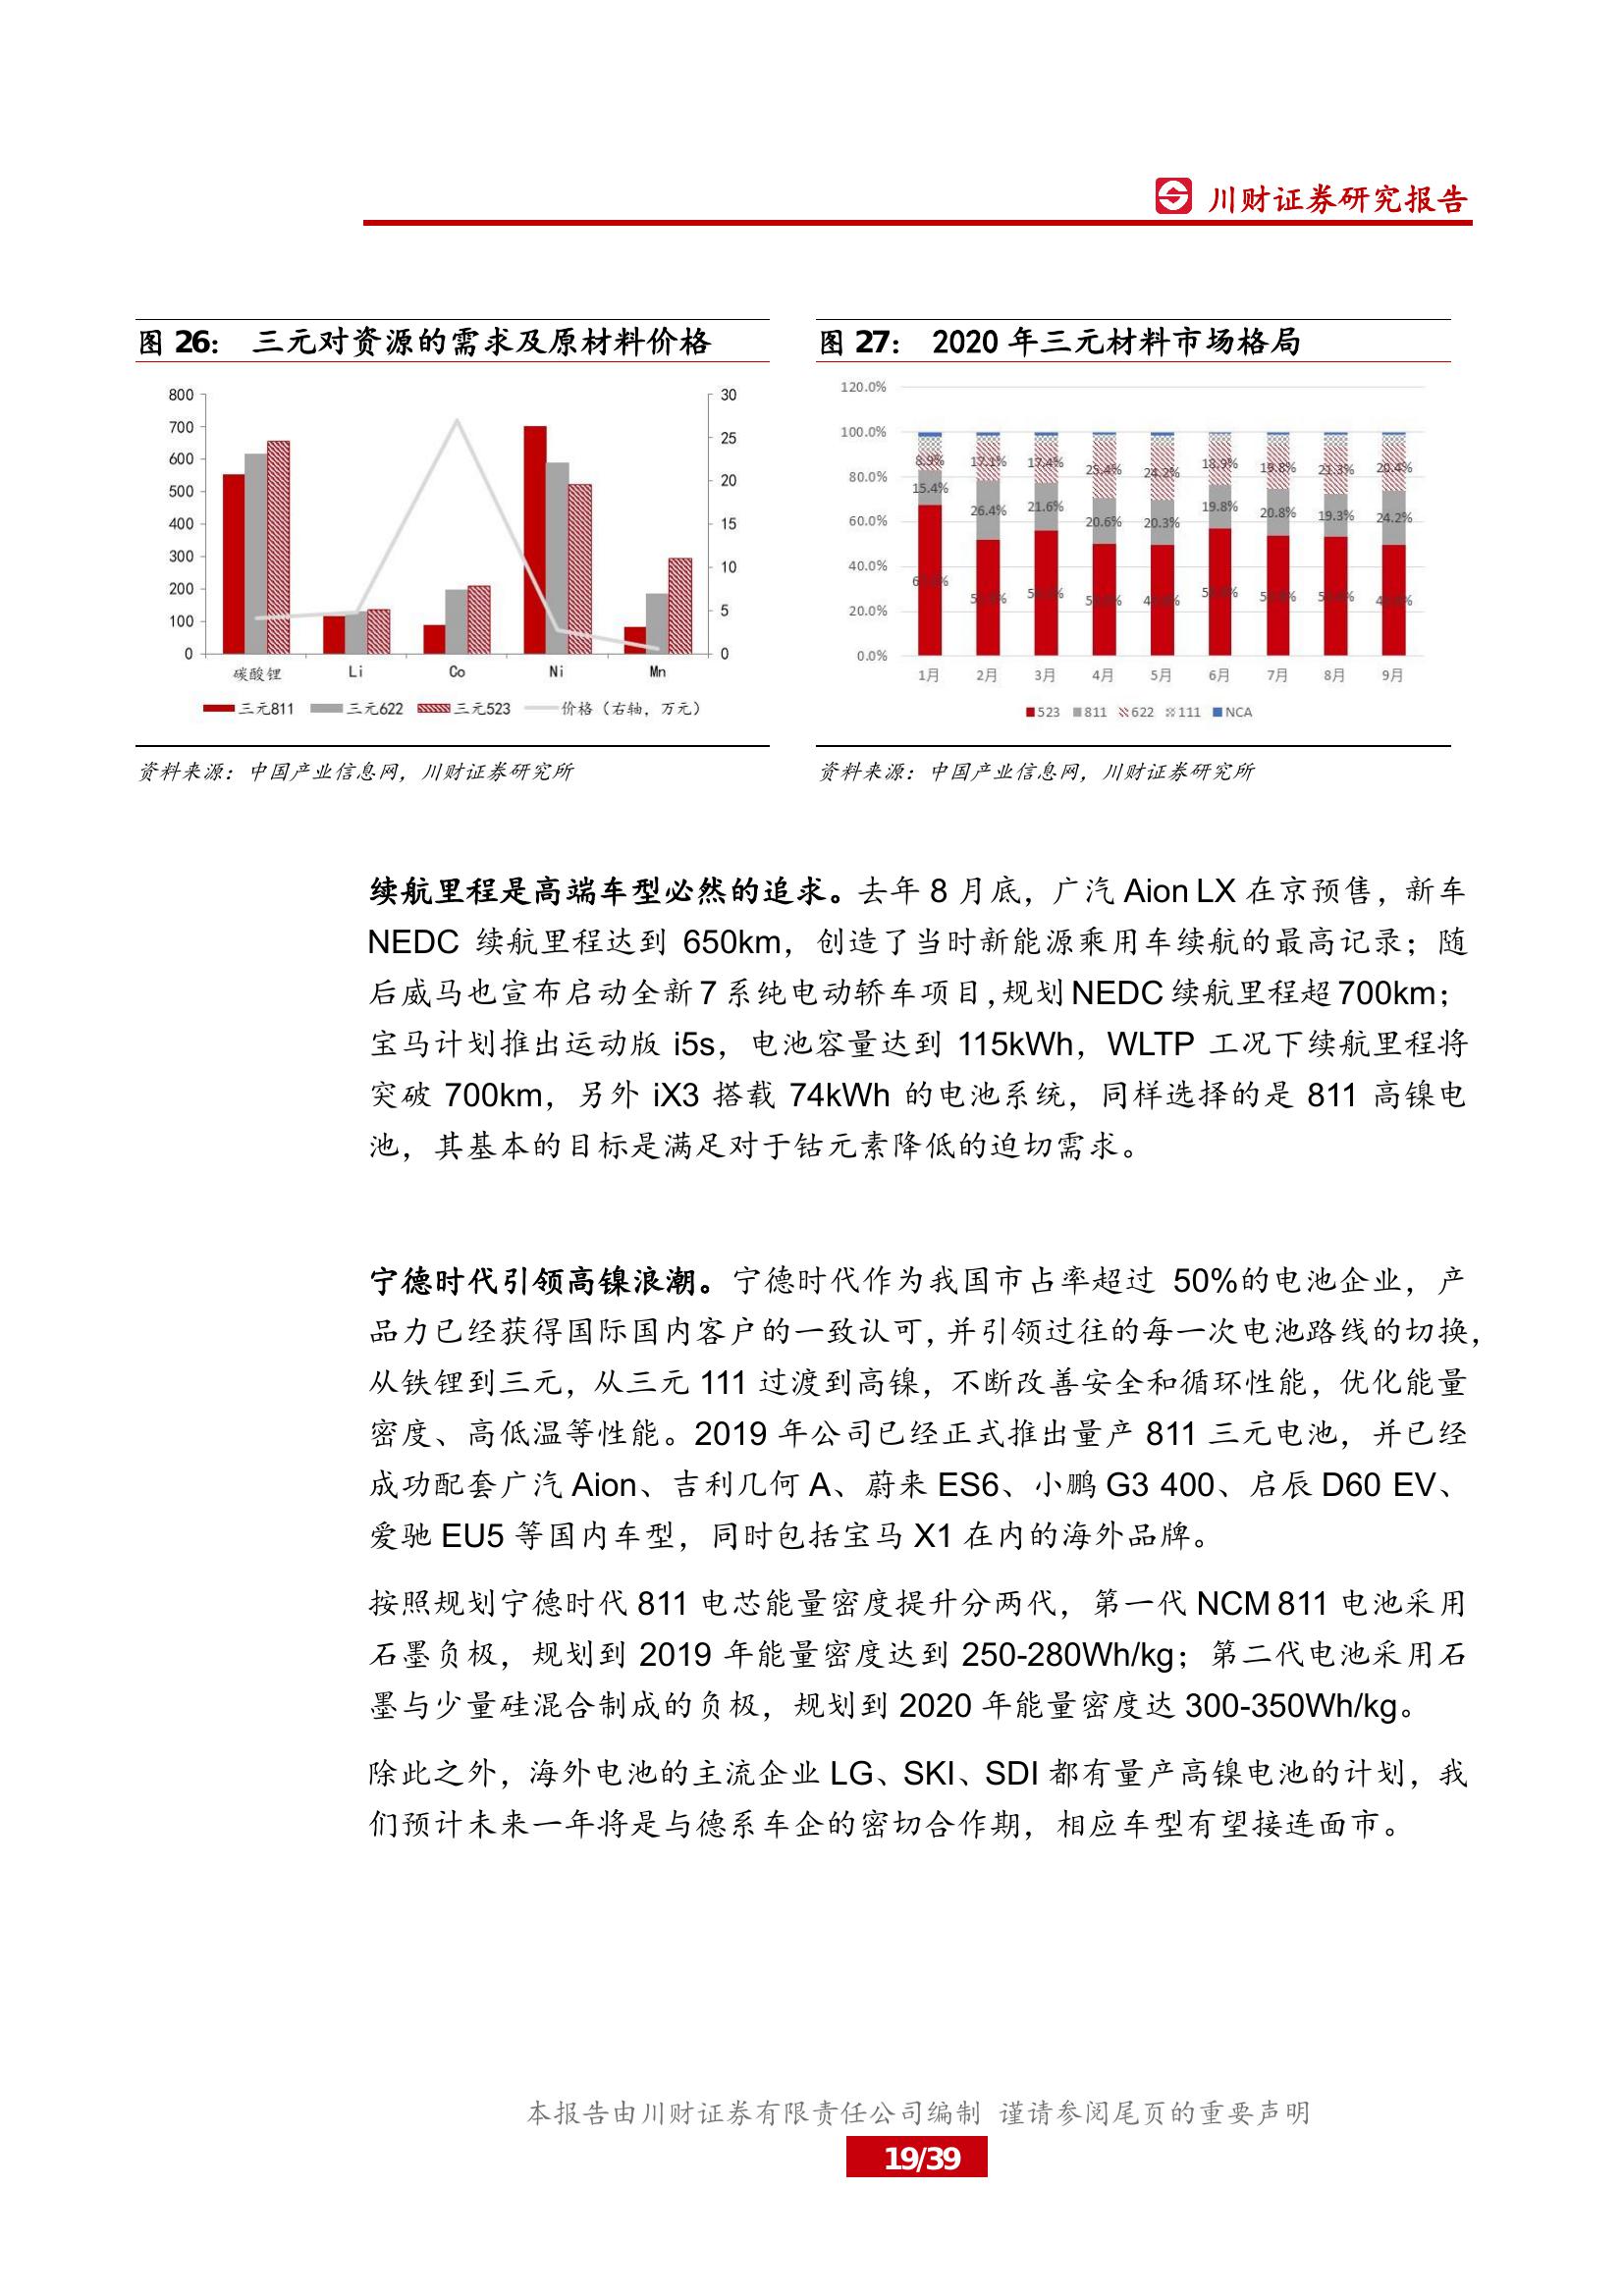 川财证券研究报告
图 26： 三元对资源的需求及原材料价格
800
700
600
500
400
300
200
100
0
30
25
20
15
10
5
0
碳酸锂 Li Co Ni Mn
三元811 三元622 三元523 价格（右轴，万元）
资料来源：中国产业信息网，川财证券研究所
图 27： 2020 年三元材料市场格局
120.0%
100.0%
80.0%
60.0%
40.0%
20.0%
0.0%
8.9% 17.1% 17.4% 25.4% 24.2% 18.9% 19.8% 21.3% 20.4%
15.4% 26.4% 21.6% 20.6% 20.3% 19.8% 20.8% 19.3% 24.2%
1月 2月 3月 4月 5月 6月 7月 8月 9月
523 811 622 111 NCA
资料来源：中国产业信息网，川财证券研究所
续航里程是高端车型必然的追求。去年 8 月底，广汽 Aion LX 在京预售，新车
NEDC 续航里程达到 650km，创造了当时新能源乘用车续航的最高记录；随
后威马也宣布启动全新 7 系纯电动轿车项目，规划 NEDC 续航里程超 700km；
宝马计划推出运动版 i5s，电池容量达到 115kWh，WLTP 工况下续航里程将
突破 700km，另外 iX3 搭载 74kWh 的电池系统，同样选择的是 811 高镍电
池，其基本的目标是满足对于钴元素降低的迫切需求。
宁德时代引领高镍浪潮。宁德时代作为我国市占率超过 50%的电池企业，产
品力已经获得国际国内客户的一致认可，并引领过往的每一次电池路线的切换，
从铁锂到三元，从三元 111 过渡到高镍，不断改善安全和循环性能，优化能量
密度、高低温等性能。2019 年公司已经正式推出量产 811 三元电池，并已经
成功配套广汽 Aion、吉利几何 A、蔚来 ES6、小鹏 G3 400、启辰 D60 EV、
爱驰 EU5 等国内车型，同时包括宝马 X1 在内的海外品牌。
按照规划宁德时代 811 电芯能量密度提升分两代，第一代 NCM 811 电池采用
石墨负极，规划到 2019 年能量密度达到 250-280Wh/kg；第二代电池采用石
墨与少量硅混合制成的负极，规划到 2020 年能量密度达 300-350Wh/kg。
除此之外，海外电池的主流企业 LG、SKI、SDI 都有量产高镍电池的计划，我
们预计未来一年将是与德系车企的密切合作期，相应车型有望接连面市。
本报告由川财证券有限责任公司编制 谨请参阅尾页的重要声明
19/39